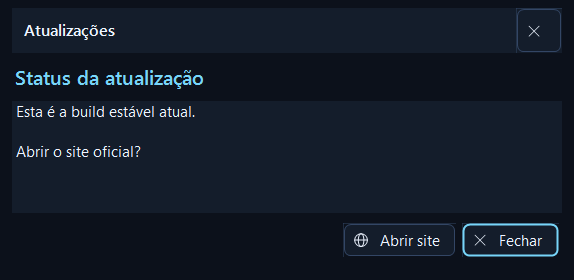 Atualizações
Status da atualização
Esta é a build estável atual.
Abrir o site oficial?
Abrir site
Fechar